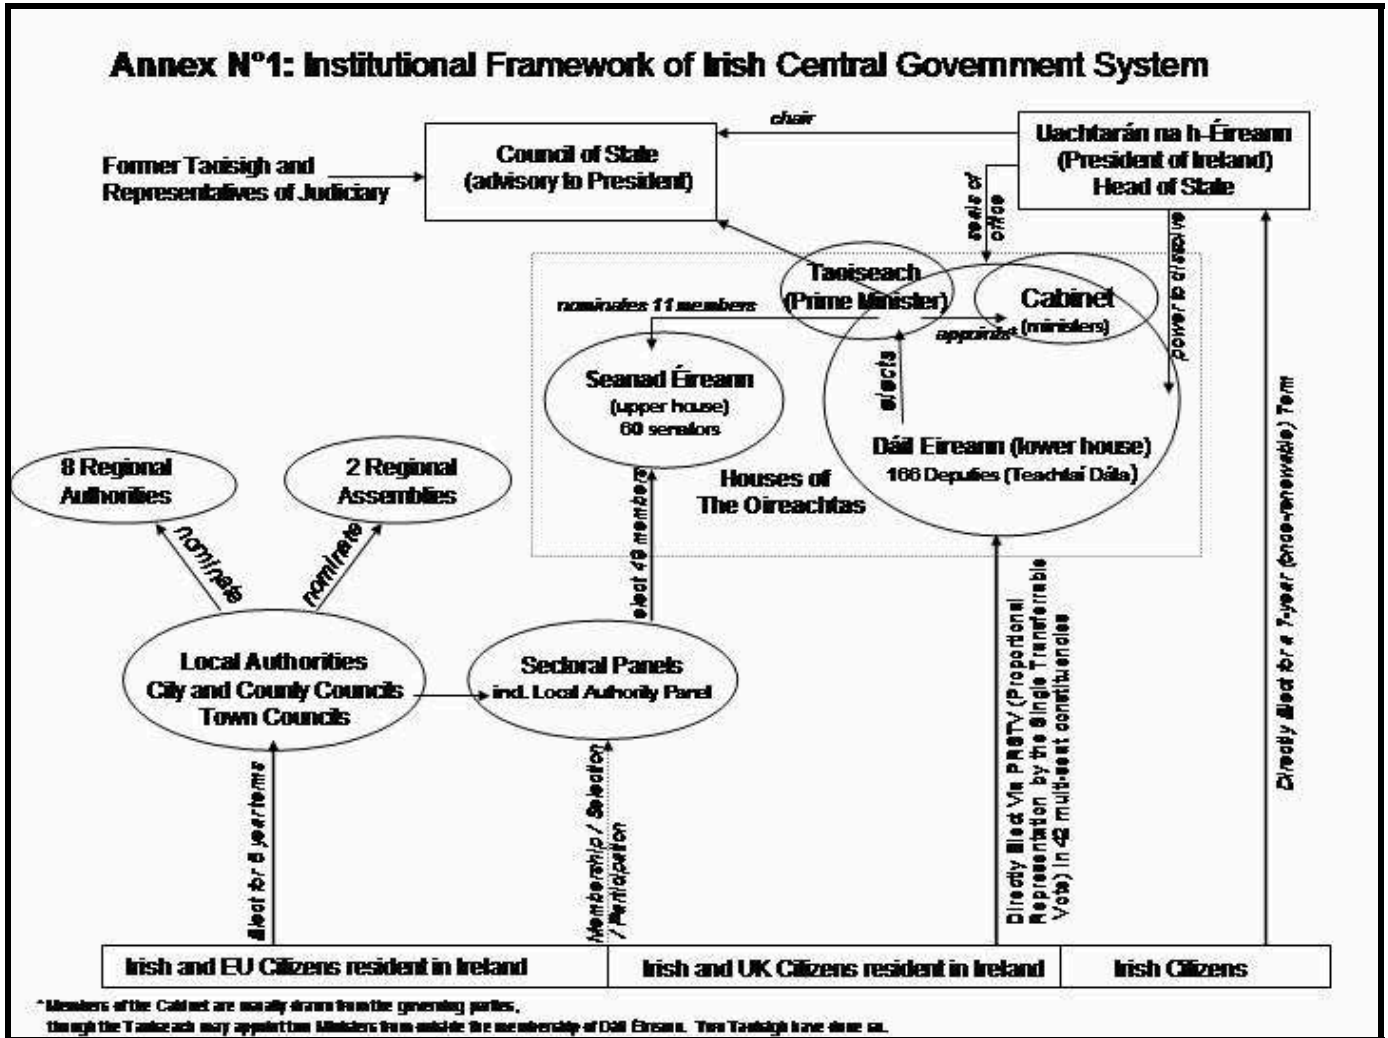 Annex N°1: Institutional Framework of Irish Central Government System
chair
Former Taoisigh and
Representatives of Judiciary
Council of State
(advisory to President)
Uachtarán na h-Éireann
(President of Ireland)
Head of State
seals of
office
power to dissolve
Taoiseach
(Prime Minister)
Cabinet
(ministers)
nominates 11 members
appoints*
elects
Seanad Éireann
(upper house)
60 senators
Dáil Eireann (lower house)
166 Deputies (Teachtaí Dála)
Houses of
The Oireachtas
8 Regional
Authorities
2 Regional
Assemblies
nominate
nominate
elect 49 members
Local Authorities
City and County Councils
Town Councils
Sectoral Panels
incl. Local Authority Panel
Elect for 5 year terms
Membership / Selection
/ Participation
Directly Elect Via PRSTV (Proportional
Representation by the Single Transferrable
Vote) in 42 multi-seat constituencies
Directly Elect for a 7-year (once-renewable) Term
Irish and EU Citizens resident in Ireland
Irish and UK Citizens resident in Ireland
Irish Citizens
*Members of the Cabinet are usually drawn from the governing parties,
though the Taoiseach may appoint two Ministers from outside the membership of Dáil Éireann. Two Taoisigh have done so.